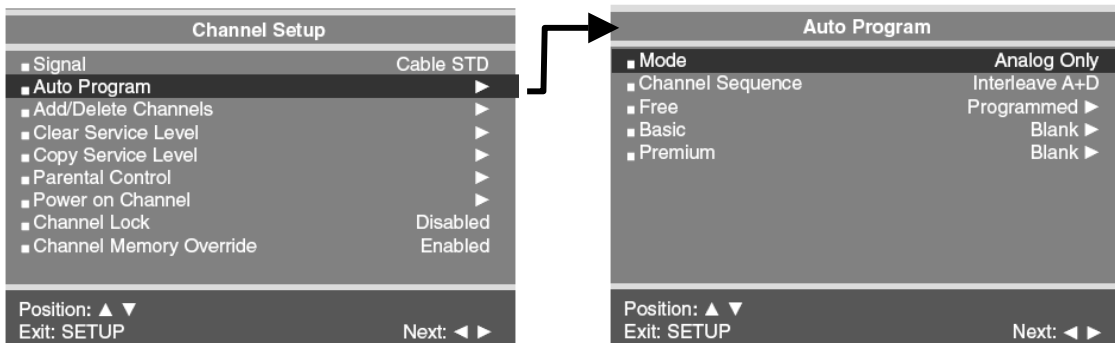 Channel Setup
■ Signal Cable STD
■ Auto Program ►
■ Add/Delete Channels ►
■ Clear Service Level ►
■ Copy Service Level ►
■ Parental Control ►
■ Power on Channel ►
■ Channel Lock Disabled
■ Channel Memory Override Enabled
Position: ▲ ▼
Exit: SETUP Next: ◄ ►
Auto Program
■ Mode Analog Only
■ Channel Sequence Interleave A+D
■ Free Programmed ►
■ Basic Blank ►
■ Premium Blank ►
Position: ▲ ▼
Exit: SETUP Next: ◄ ►